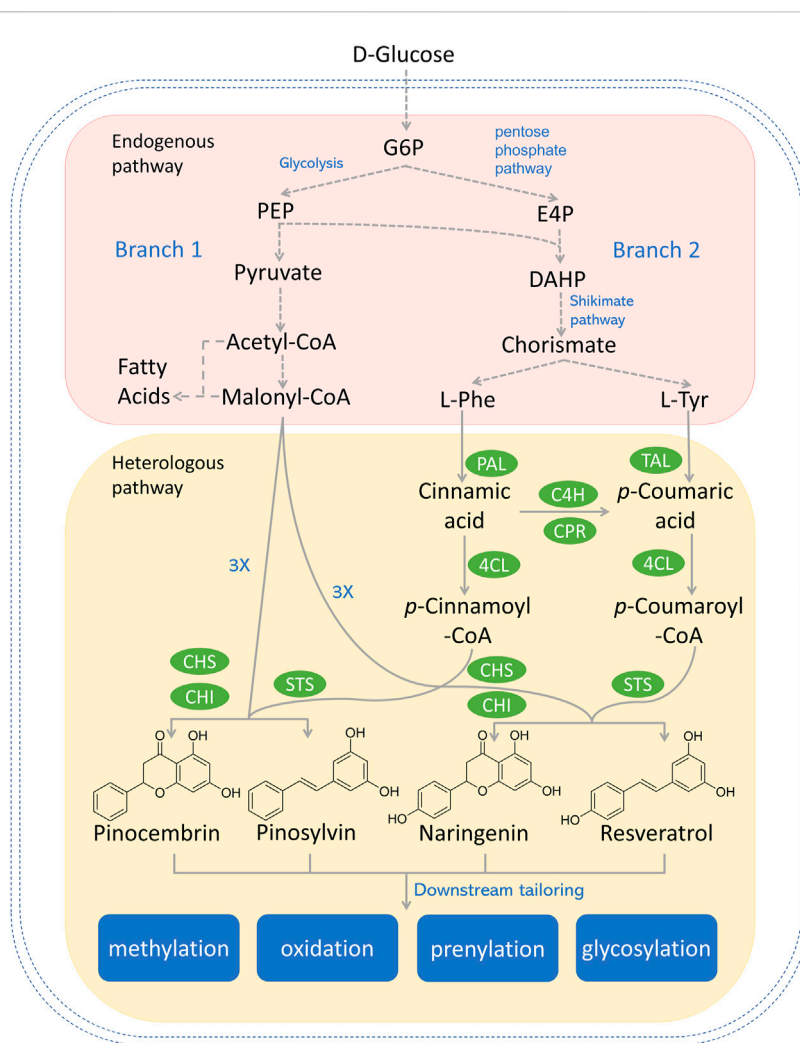 D-Glucose
Endogenous
pathway
G6P
Glycolysis
pentose
phosphate
pathway
PEP
E4P
Branch 1
Branch 2
Pyruvate
DAHP
Shikimate
pathway
Acetyl-CoA
Chorismate
Fatty
Acids
Malonyl-CoA
L-Phe
L-Tyr
Heterologous
pathway
PAL
TAL
Cinnamic
acid
C4H
CPR
p-Coumaric
acid
3X
3X
4CL
4CL
p-Cinnamoyl
-CoA
p-Coumaroyl
-CoA
CHS
CHI
STS
CHS
CHI
STS
O
OH
O
OH
OH
OH
O
OH
O
OH
HO
OH
OH
HO
Pinocembrin
Pinosylvin
Naringenin
Resveratrol
Downstream tailoring
methylation
oxidation
prenylation
glycosylation